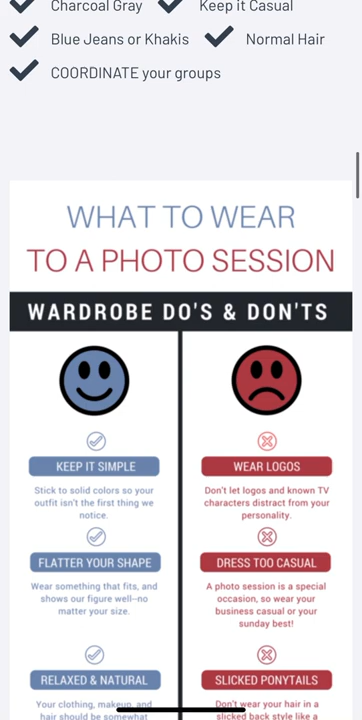 Charcoal Gray Keep it Casual
Blue Jeans or Khakis Normal Hair
COORDINATE your groups
WHAT TO WEAR
TO A PHOTO SESSION
WARDROBE DO'S & DON'TS
KEEP IT SIMPLE
Stick to solid colors so your
outfit isn't the first thing we
notice.
FLATTER YOUR SHAPE
Wear something that fits, and
shows our figure well--no
matter your size.
RELAXED & NATURAL
Your clothing, makeup, and
hair should be somewhat
WEAR LOGOS
Don't let logos and known TV
characters distract from your
personality.
DRESS TOO CASUAL
A photo session is a special
occasion, so wear your
business casual or your
sunday best!
SLICKED PONYTAILS
Don't wear your hair in a
slicked back style like a